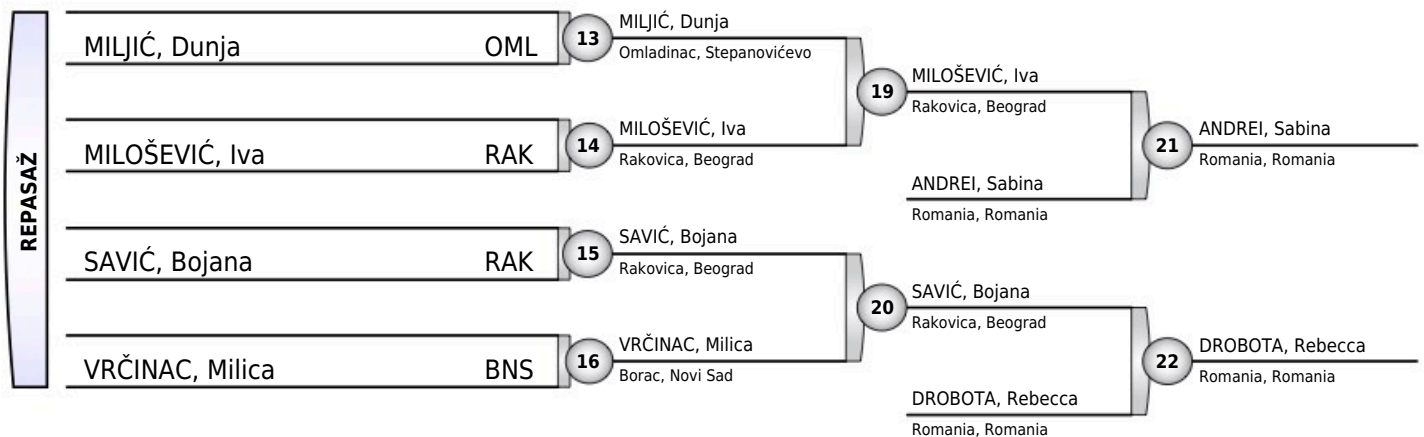 REPASAŽ
MILJIĆ, Dunja OML
MILOŠEVIĆ, Iva RAK
SAVIĆ, Bojana RAK
VRČINAC, Milica BNS
13
MILJIĆ, Dunja
Omladinac, Stepanovićevo
14
MILOŠEVIĆ, Iva
Rakovica, Beograd
15
SAVIĆ, Bojana
Rakovica, Beograd
16
VRČINAC, Milica
Borac, Novi Sad
19
MILOŠEVIĆ, Iva
Rakovica, Beograd
ANDREI, Sabina
Romania, Romania
20
SAVIĆ, Bojana
Rakovica, Beograd
DROBOTA, Rebecca
Romania, Romania
21
ANDREI, Sabina
Romania, Romania
22
DROBOTA, Rebecca
Romania, Romania